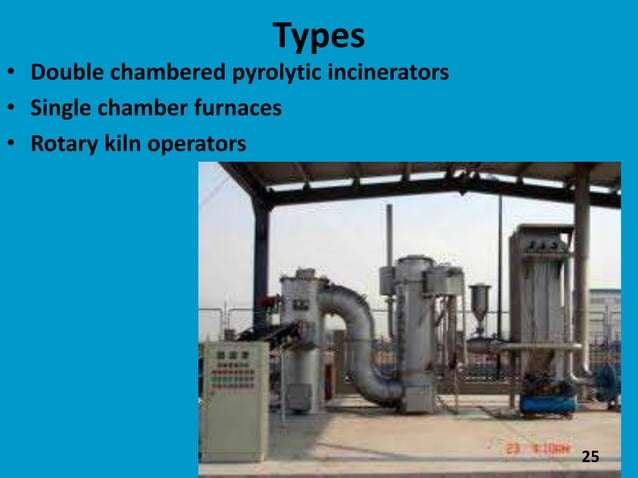 Types
• Double chambered pyrolytic incinerators
• Single chamber furnaces
• Rotary kiln operators
25